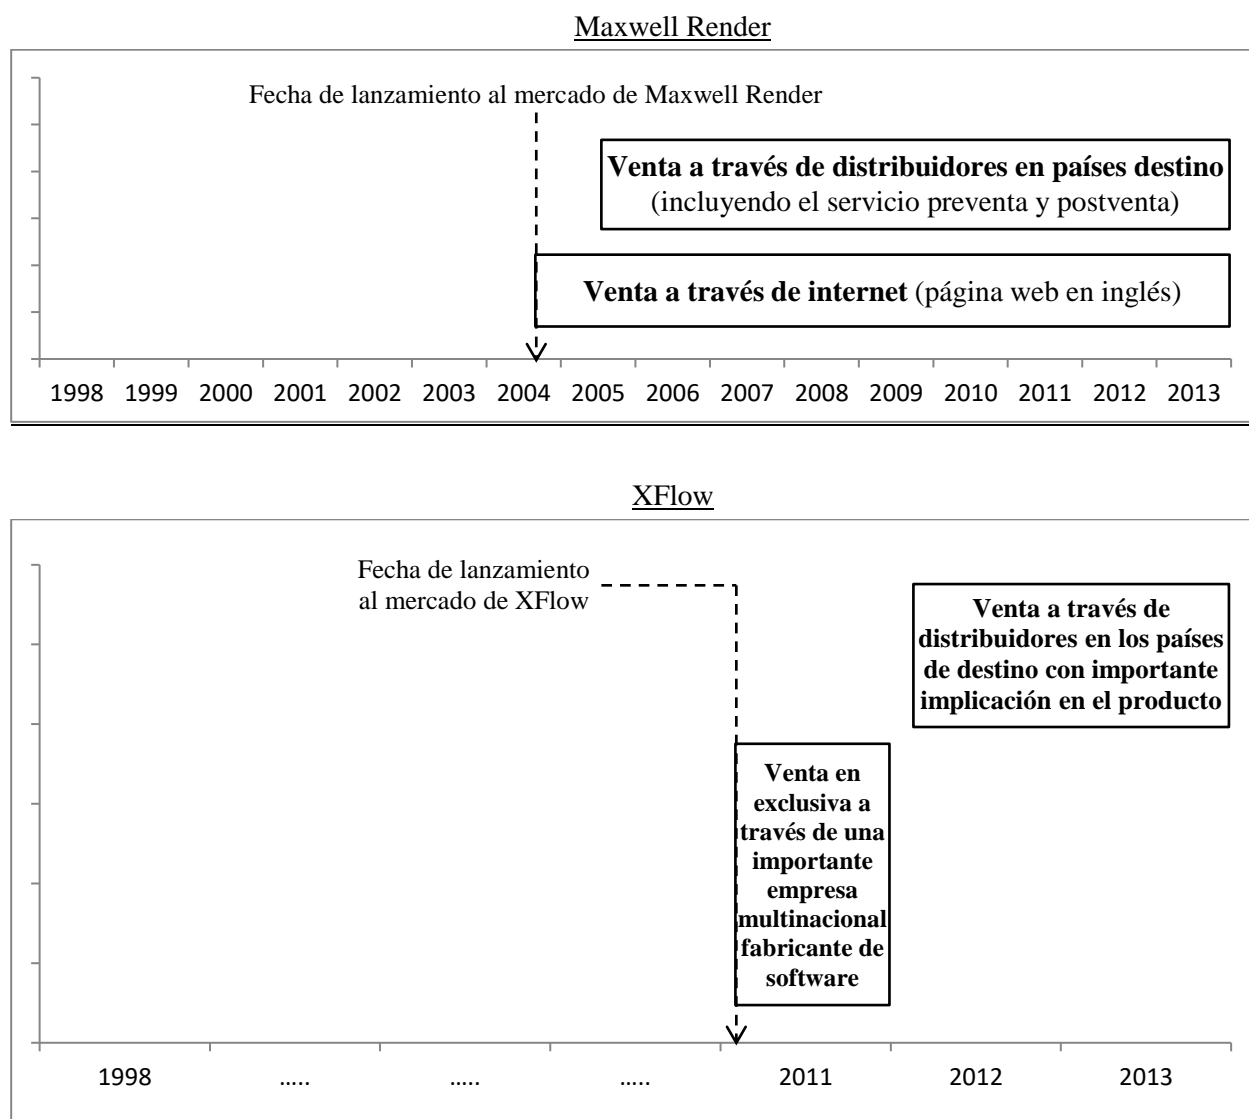 Maxwell Render
Fecha de lanzamiento al mercado de Maxwell Render
Venta a través de distribuidores en países destino
(incluyendo el servicio preventa y postventa)
Venta a través de internet (página web en inglés)
1998 1999 2000 2001 2002 2003 2004 2005 2006 2007 2008 2009 2010 2011 2012 2013
XFlow
Fecha de lanzamiento
al mercado de XFlow
Venta a través de
distribuidores en los países
de destino con importante
implicación en el producto
Venta en
exclusiva a
través de una
importante
empresa
multinacional
fabricante de
software
1998 ..... ..... ..... 2011 2012 2013